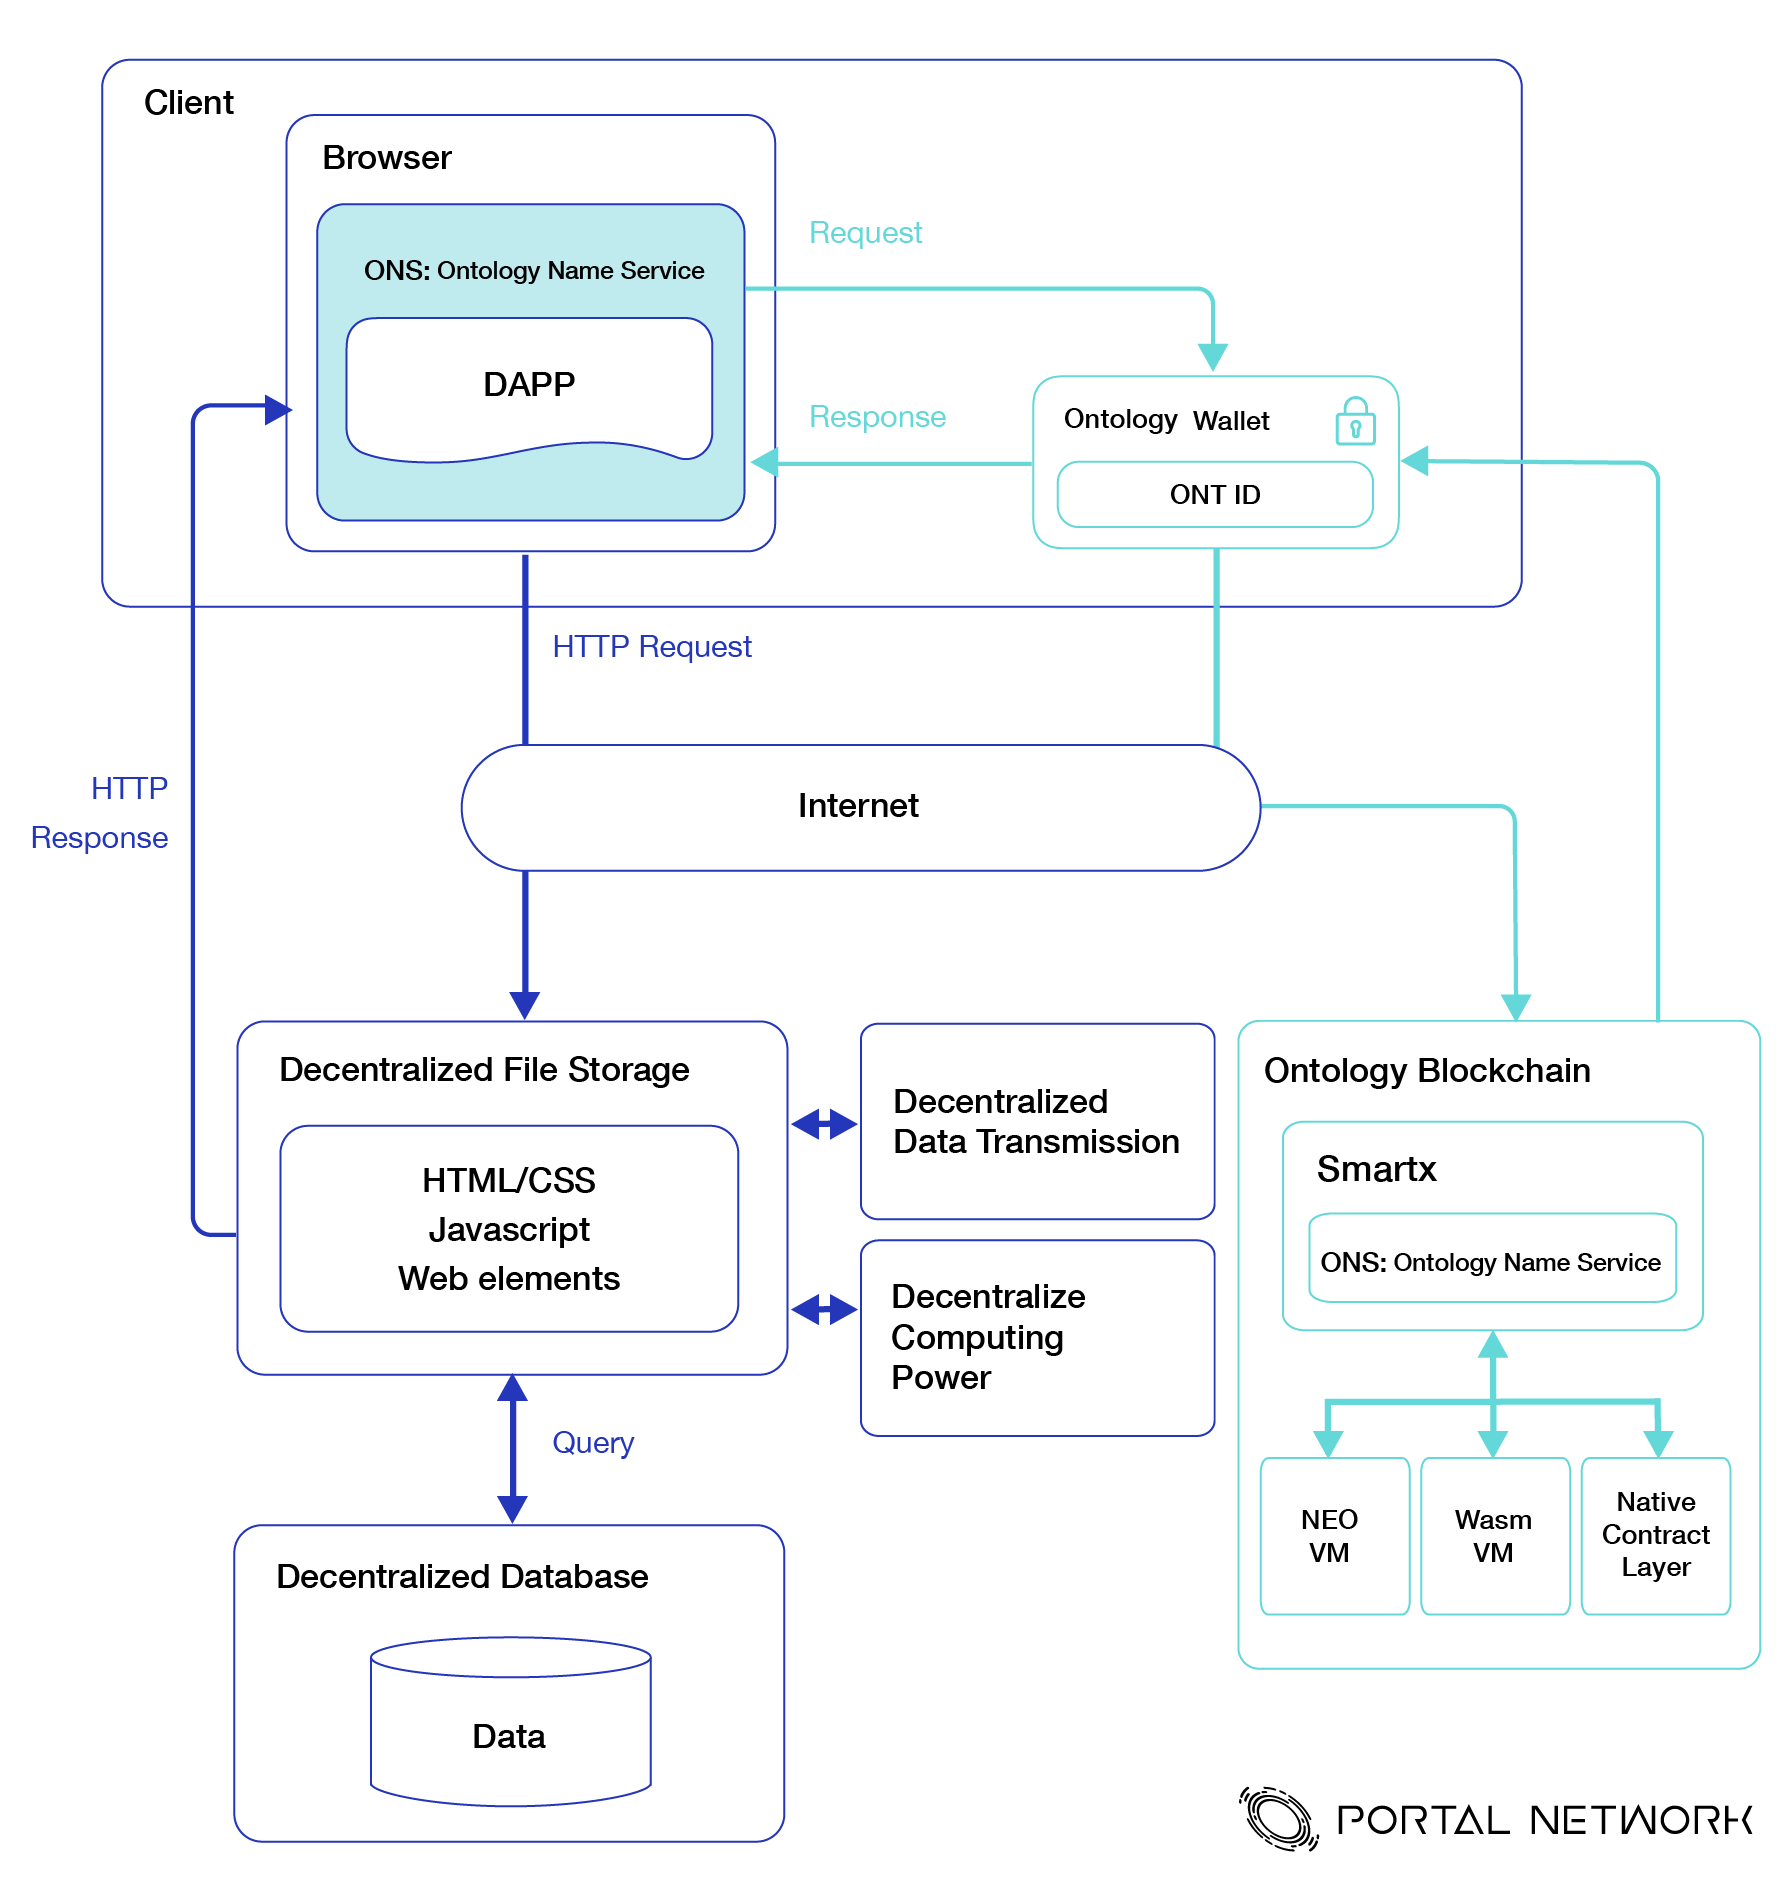 Client
Browser
ONS: Ontology Name Service
DAPP
Request
Response
Ontology Wallet
ONT ID
HTTP Request
HTTP
Response
Internet
Decentralized File Storage
HTML/CSS
Javascript
Web elements
Decentralized
Data Transmission
Decentralize
Computing
Power
Query
Decentralized Database
Data
Ontology Blockchain
Smartx
ONS: Ontology Name Service
NEO
VM
Wasm
VM
Native
Contract
Layer
PORTAL NETWORK